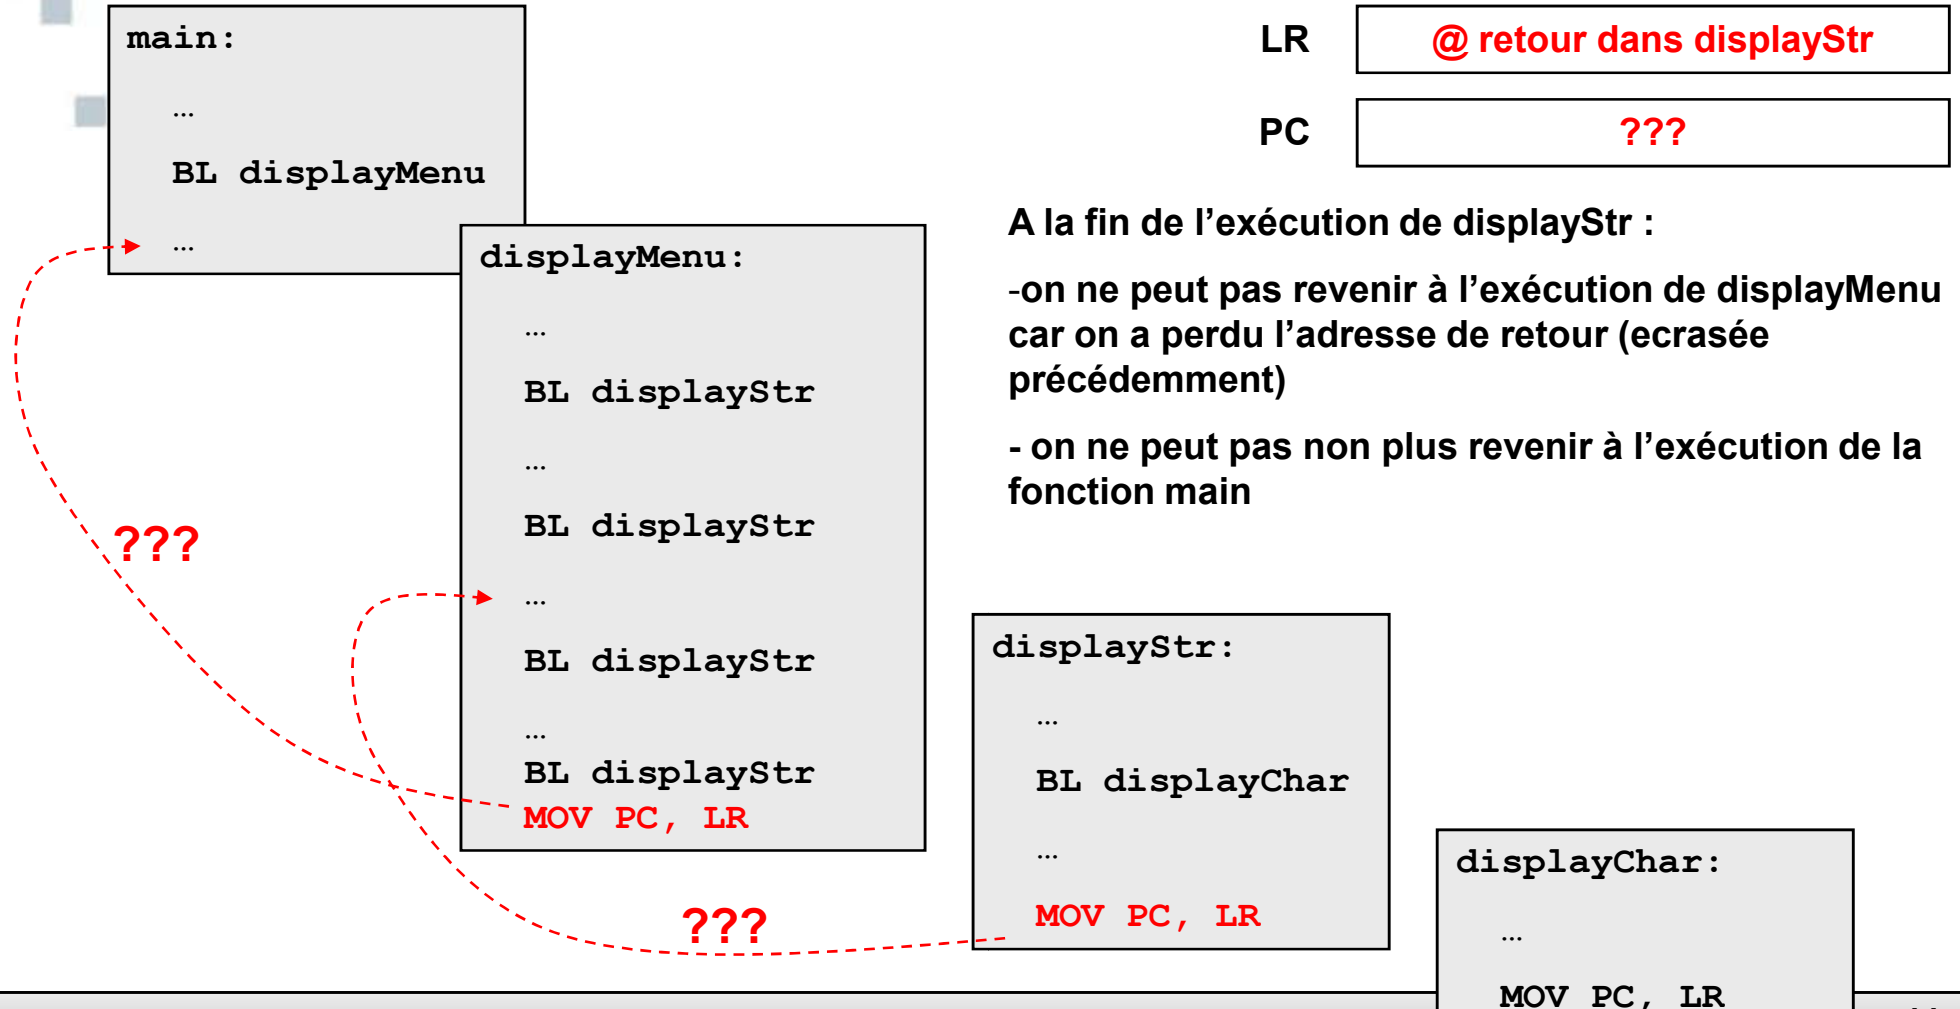 main:
…
BL displayMenu
…
displayMenu:
…
BL displayStr
…
BL displayStr
…
BL displayStr
…
BL displayStr
MOV PC, LR
???
???
LR
@ retour dans displayStr
PC
???
A la fin de l’exécution de displayStr :
-on ne peut pas revenir à l’exécution de displayMenu
car on a perdu l’adresse de retour (ecrasée
précédemment)
- on ne peut pas non plus revenir à l’exécution de la
fonction main
displayStr:
…
BL displayChar
…
MOV PC, LR
displayChar:
…
MOV PC, LR